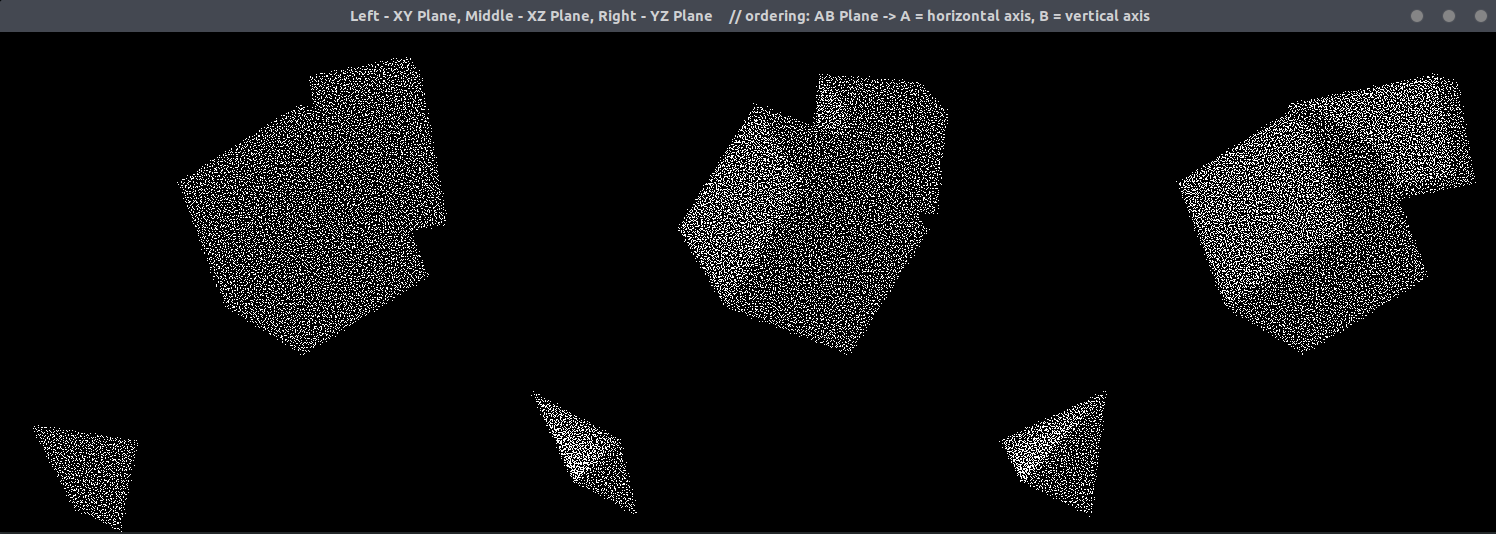 Left - XY Plane, Middle - XZ Plane, Right - YZ Plane // ordering: AB Plane -> A = horizontal axis, B = vertical axis